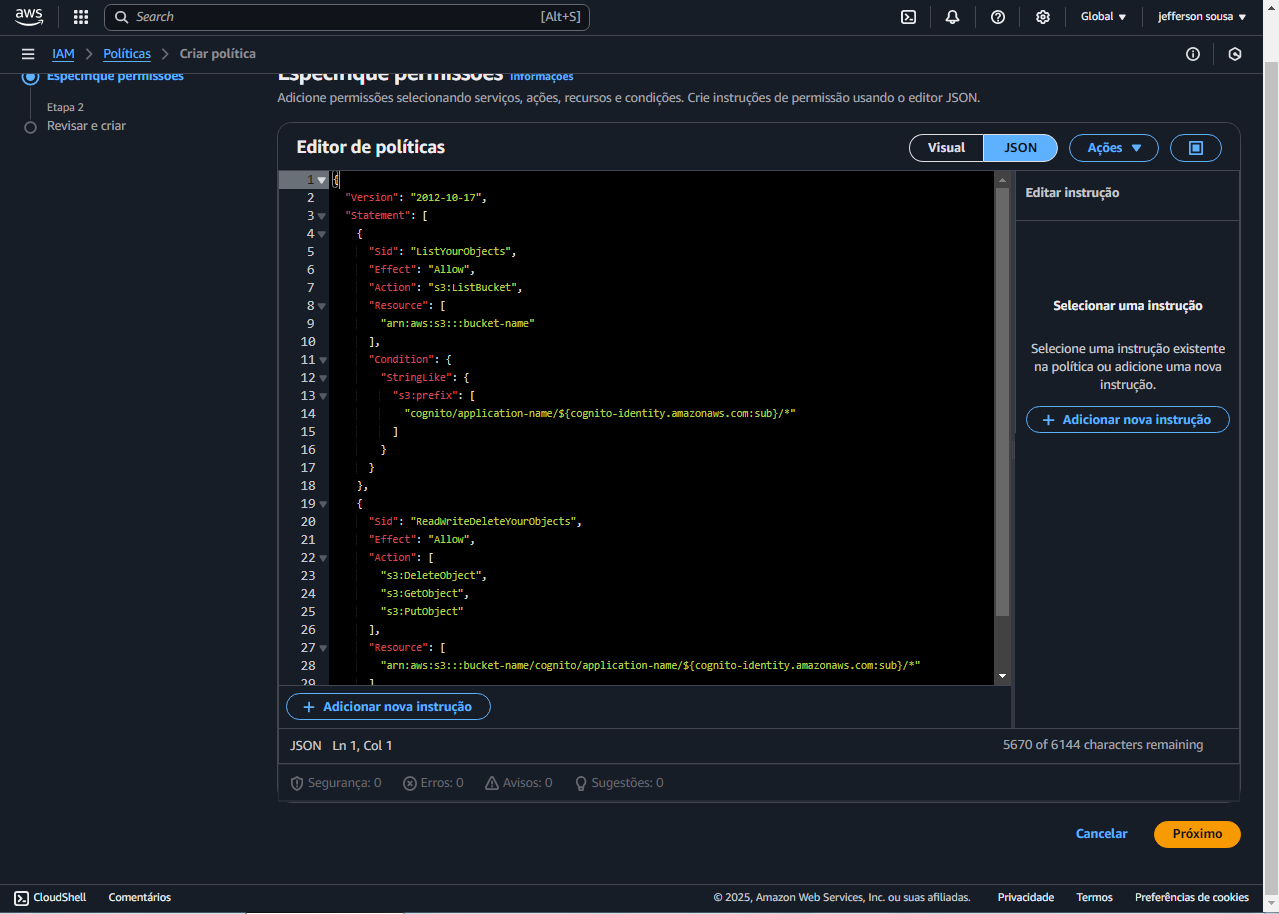 aws
Search [Alt+S]
Global ▼
jefferson sousa ▼
IAM > Políticas > Criar política
Especifique permissões
Etapa 2
Revisar e criar
Especifique permissões Informações
Adicione permissões selecionando serviços, ações, recursos e condições. Crie instruções de permissão usando o editor JSON.
Editor de políticas
Visual
JSON
Ações ▼
1 {
2 "Version": "2012-10-17",
3 "Statement": [
4 {
5 "Sid": "ListYourObjects",
6 "Effect": "Allow",
7 "Action": "s3:ListBucket",
8 "Resource": [
9 "arn:aws:s3:::bucket-name"
10 ],
11 "Condition": {
12 "StringLike": {
13 "s3:prefix": [
14 "cognito/application-name/${cognito-identity.amazonaws.com:sub}/*"
15 ]
16 }
17 }
18 },
19 {
20 "Sid": "ReadWriteDeleteYourObjects",
21 "Effect": "Allow",
22 "Action": [
23 "s3:DeleteObject",
24 "s3:GetObject",
25 "s3:PutObject"
26 ],
27 "Resource": [
28 "arn:aws:s3:::bucket-name/cognito/application-name/${cognito-identity.amazonaws.com:sub}/*"
29 ]
Editar instrução
Selecionar uma instrução
Selecione uma instrução existente
na política ou adicione uma nova
instrução.
+ Adicionar nova instrução
+ Adicionar nova instrução
JSON Ln 1, Col 1
5670 of 6144 characters remaining
Segurança: 0
Erros: 0
Avisos: 0
Sugestões: 0
Cancelar
Próximo
CloudShell
Comentários
© 2025, Amazon Web Services, Inc. ou suas afiliadas.
Privacidade
Termos
Preferências de cookies